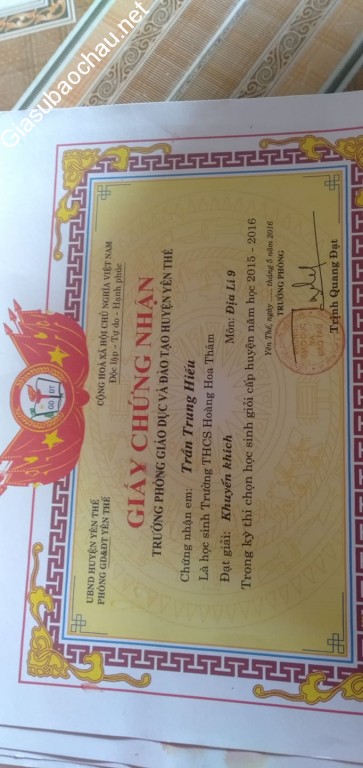 Giasubaochau.net
UBND HUYỆN YÊN THẾ
PHÒNG GD&ĐT YÊN THẾ
CỘNG HOÀ XÃ HỘI CHỦ NGHĨA VIỆT NAM
Độc lập - Tự do - Hạnh phúc
GD ĐT
GIẤY CHỨNG NHẬN
TRƯỞNG PHÒNG GIÁO DỤC VÀ ĐÀO TẠO HUYỆN YÊN THẾ
Chứng nhận em: Trần Trung Hiếu
Là học sinh Trường THCS Hoàng Hoa Thám
Đạt giải: Khuyến khích Môn: Địa Lí 9
Trong kỳ thi chọn học sinh giỏi cấp huyện năm học 2015 - 2016
Yên Thế, ngày .... tháng 5 năm 2016
TRƯỞNG PHÒNG
Trịnh Quang Đạt